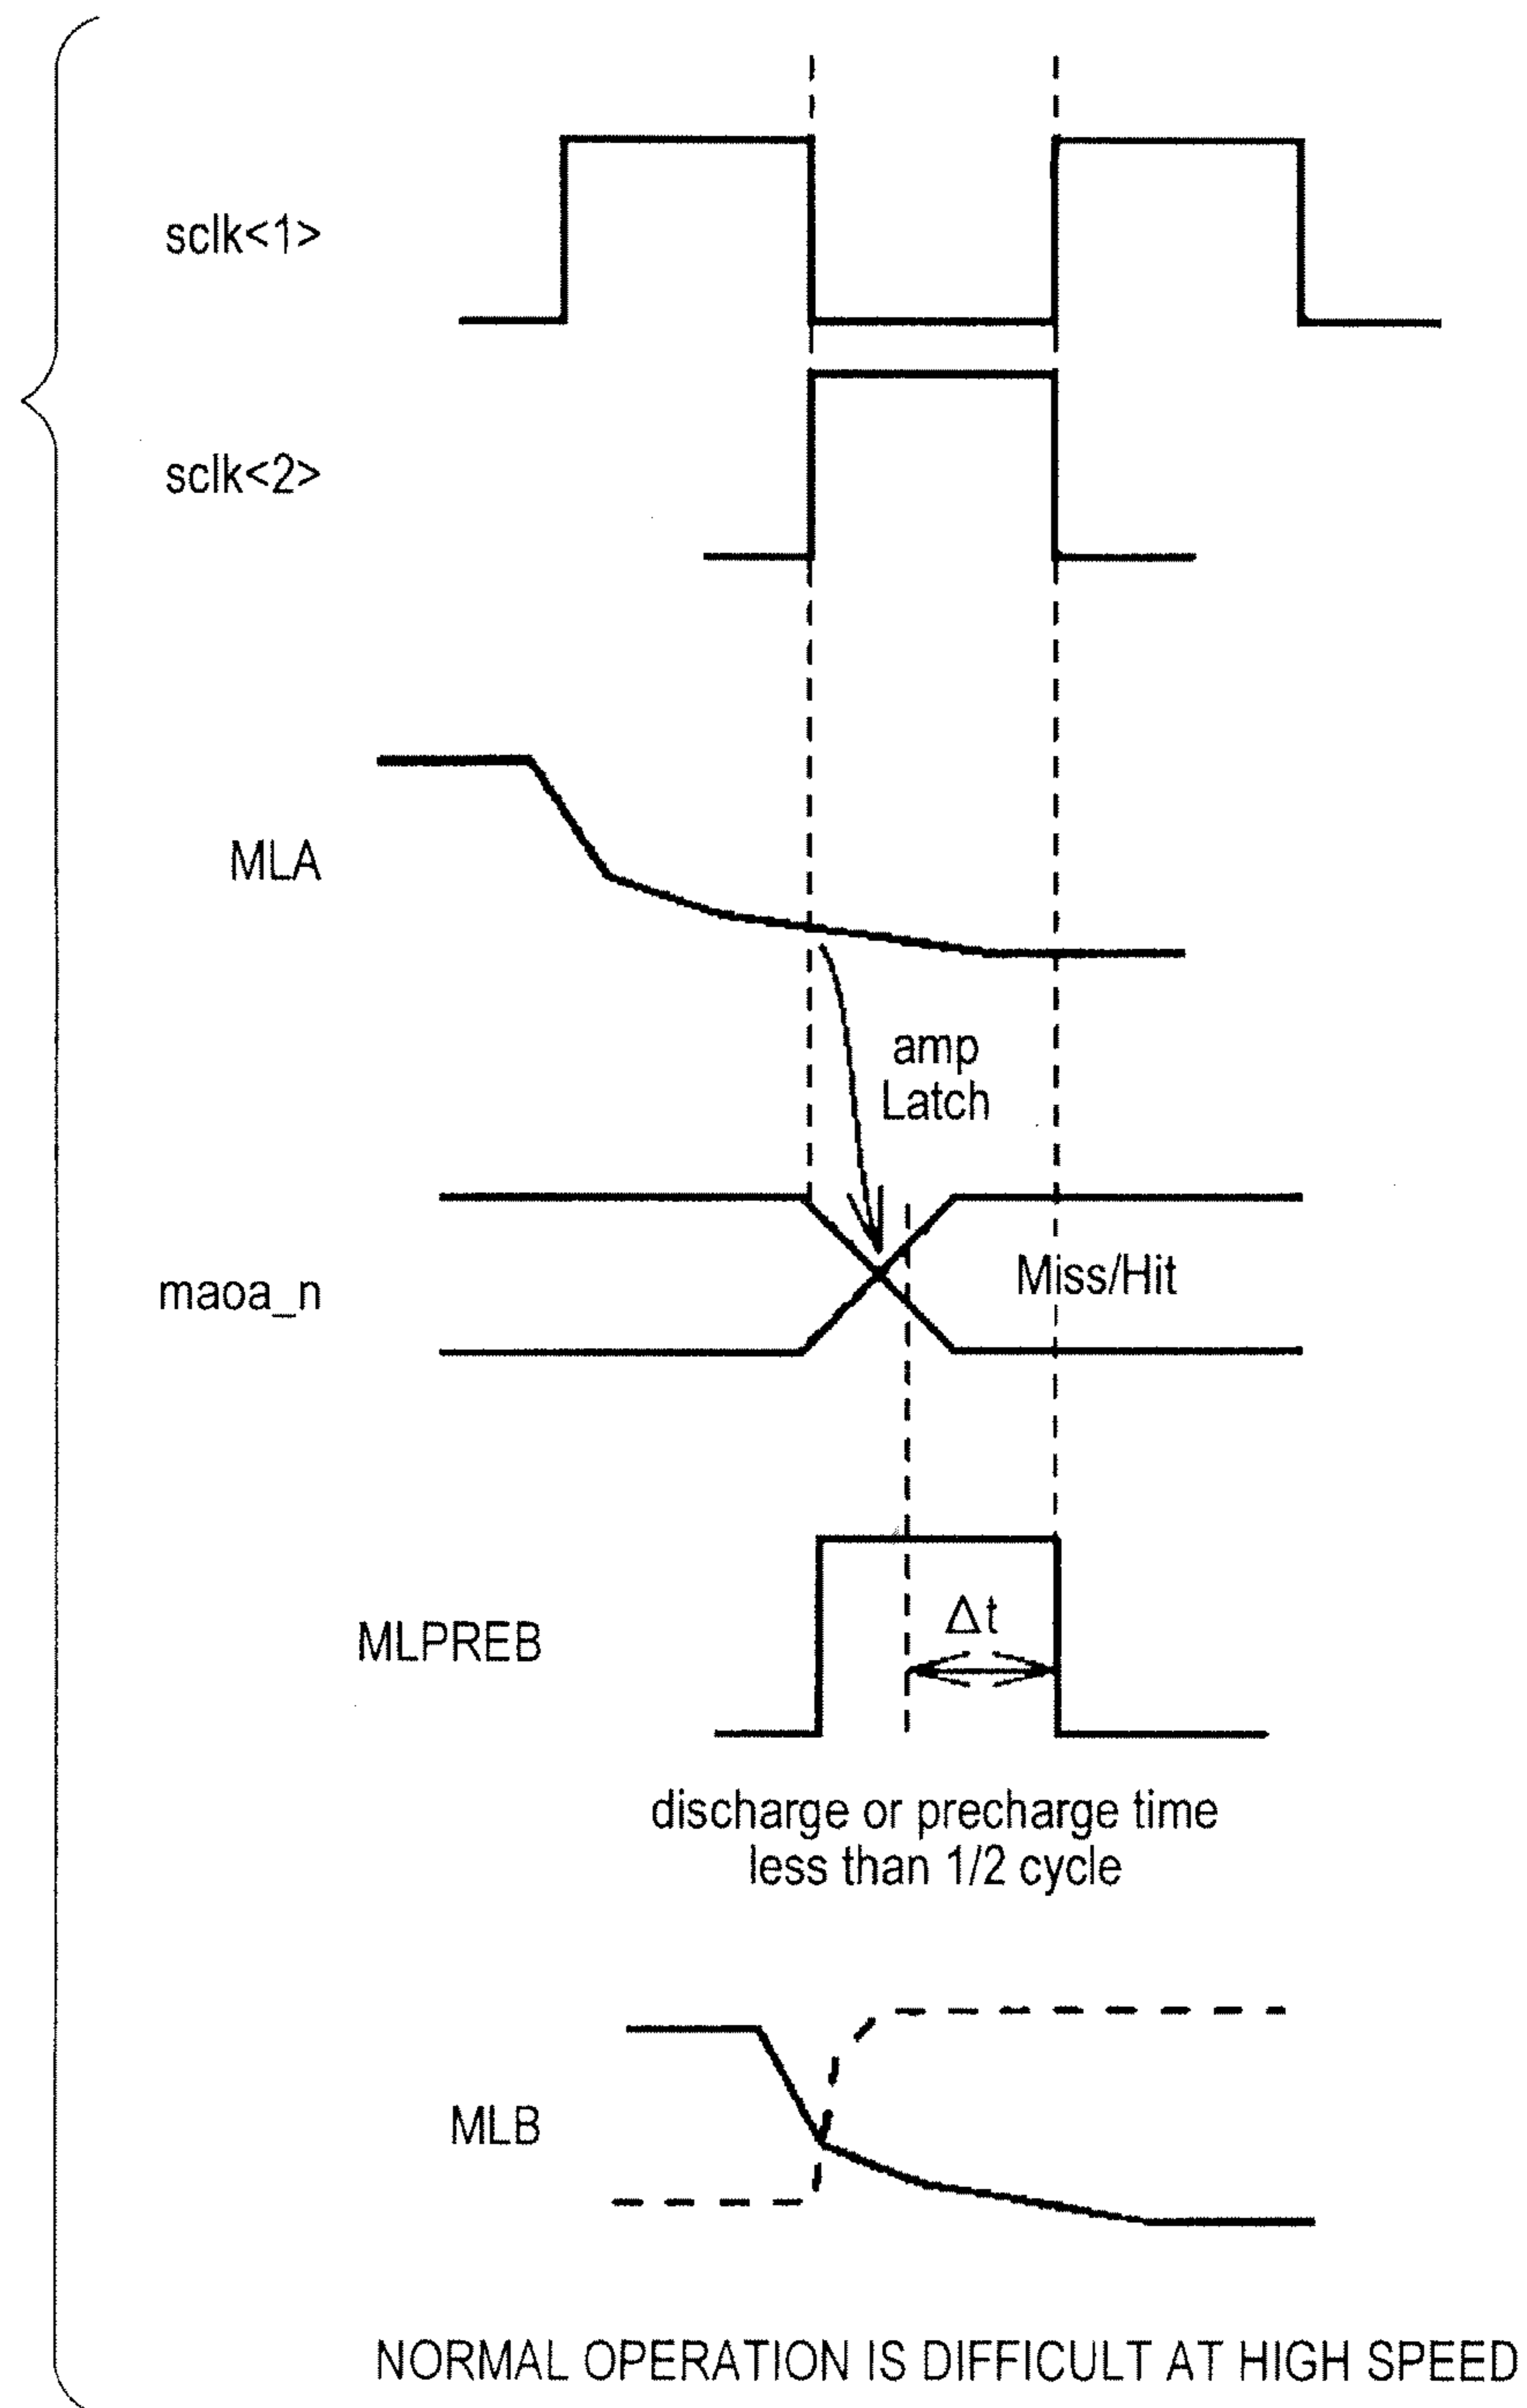 sclk<1>
sclk<2>
MLA
amp
Latch
maoa_n
Miss/Hit
MLPREB
Δt
discharge or precharge time
less than 1/2 cycle
MLB
NORMAL OPERATION IS DIFFICULT AT HIGH SPEED